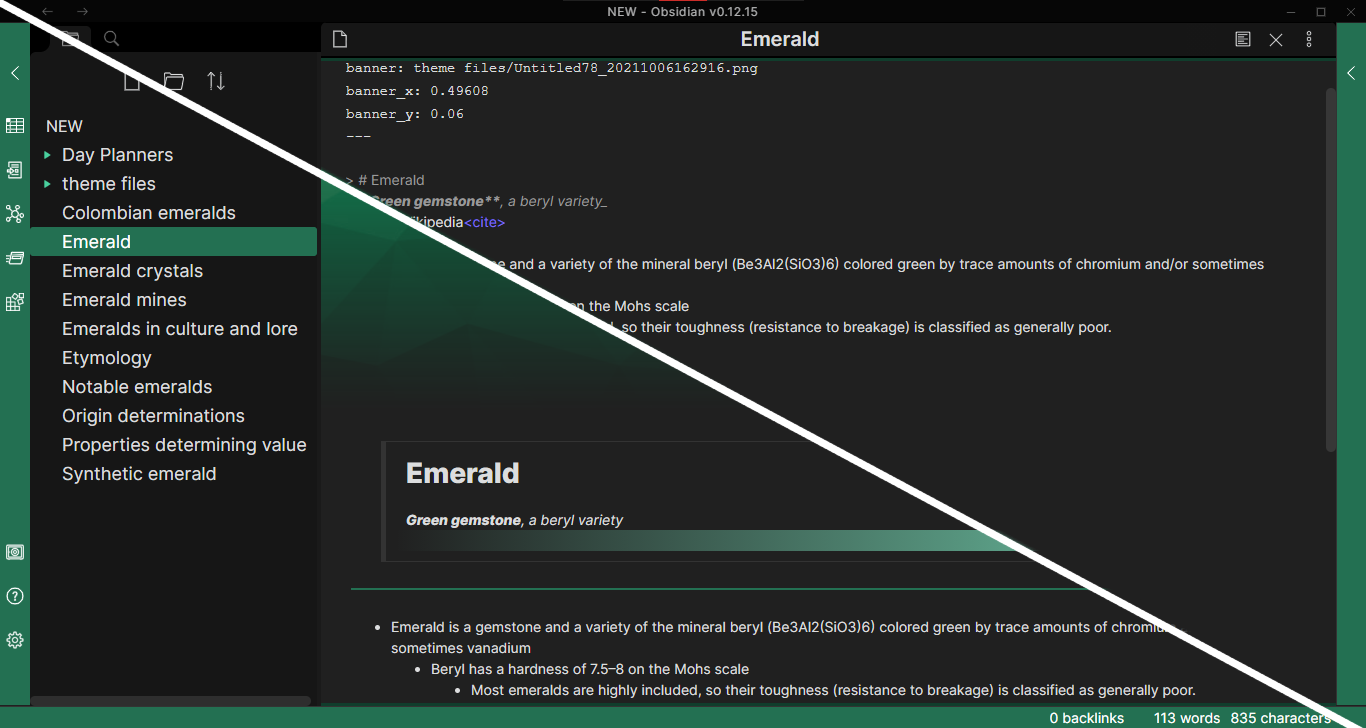 NEW - Obsidian v0.12.15
Emerald
NEW
Day Planners
theme files
Colombian emeralds
Emerald
Emerald crystals
Emerald mines
Emeralds in culture and lore
Etymology
Notable emeralds
Origin determinations
Properties determining value
Synthetic emerald
banner: theme files/Untitled78_20211006162916.png
banner_x: 0.49608
banner_y: 0.06
---
> # Emerald
Green gemstone**, a beryl variety_
ikipedia<cite>
and a variety of the mineral beryl (Be3Al2(SiO3)6) colored green by trace amounts of chromium and/or sometimes
on the Mohs scale
so their toughness (resistance to breakage) is classified as generally poor.
Emerald
Green gemstone, a beryl variety
• Emerald is a gemstone and a variety of the mineral beryl (Be3Al2(SiO3)6) colored green by trace amounts of
sometimes vanadium
• Beryl has a hardness of 7.5–8 on the Mohs scale
• Most emeralds are highly included, so their toughness (resistance to breakage) is classified as generally poor.
0 backlinks 113 words 835 characters